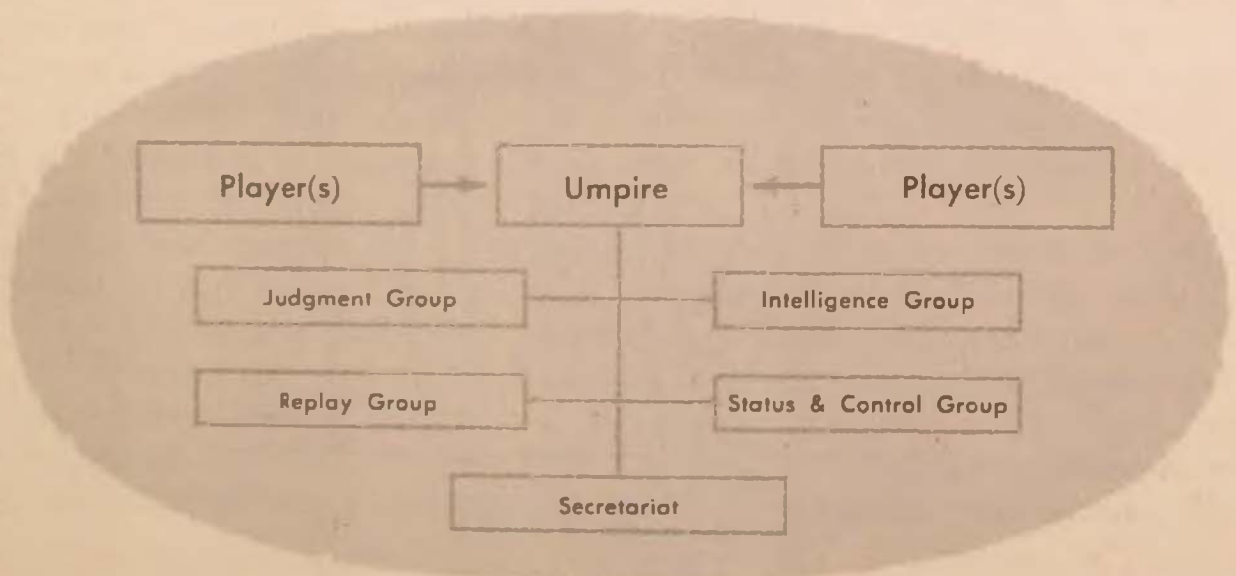 Player(s)
Umpire
Player(s)
Judgment Group
Intelligence Group
Replay Group
Status & Control Group
Secretariat